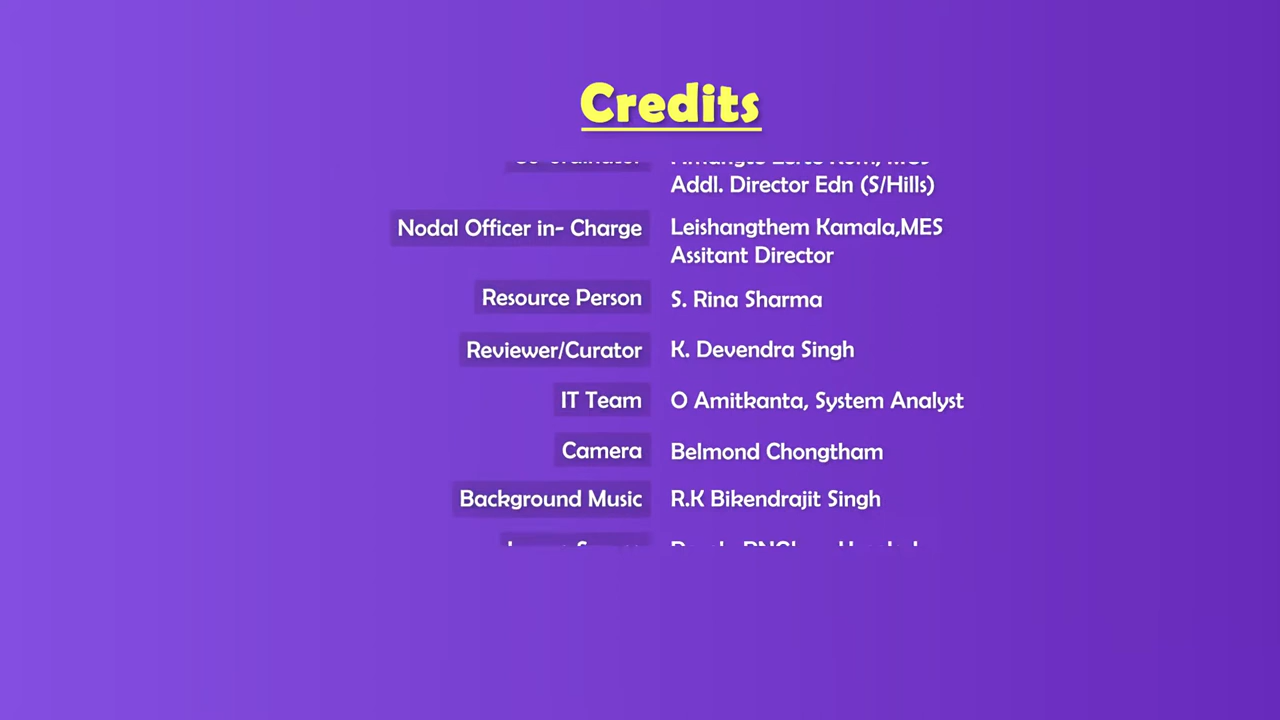 Credits
Addl. Director Edn (S/Hills)
Nodal Officer in- Charge Leishangthem Kamala,MES
Assitant Director
Resource Person S. Rina Sharma
Reviewer/Curator K. Devendra Singh
IT Team O Amitkanta, System Analyst
Camera Belmond Chongtham
Background Music R.K Bikendrajit Singh